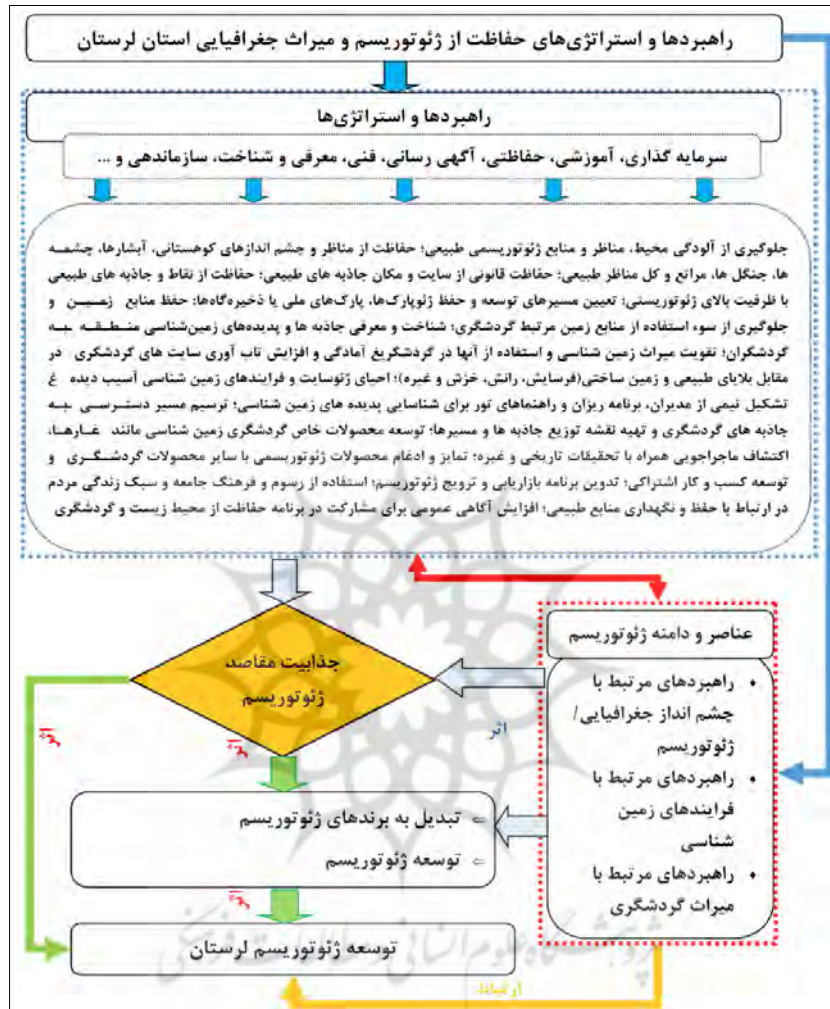 راهبردها و استراتژی‌های حفاظت از ژئوتوریسم و میراث جغرافیایی استان لرستان
راهبردها و استراتژی‌ها
سرمایه گذاری، آموزشی، حفاظتی، آگهی رسانی، فنی، معرفی و شناخت، سازماندهی و ...
جلوگیری از آلودگی محیط، مناظر و منابع ژئوتوریسمی طبیعی؛ حفاظت از مناظر و چشم اندازهای کوهستانی، آبشارها، چشمه
ها، جنگل ها، مراتع و کل مناظر طبیعی؛ حفاظت قانونی از سایت و مکان جاذبه های طبیعی؛ حفاظت از نقاط و جاذبه های طبیعی
با ظرفیت بالای ژئوتوریستی؛ تعیین مسیرهای توسعه و حفظ ژئوپارک‌ها، پارک‌های ملی یا ذخیره‌گاه‌ها: حفظ منابع زمین و
جلوگیری از سوء استفاده از منابع زمین مرتبط گردشگری؛ شناخت و معرفی جاذبه ها و پدیده‌های زمین‌شناسی منطقه به
گردشگران؛ تقویت میراث زمین شناسی و استفاده از آنها در گردشگریغ آمادگی و افزایش تاب آوری سایت های گردشگری در
مقابل بلایای طبیعی و زمین ساختی(فرسایش، رانش، خزش و غیره)؛ احیای ژئوسایت و فرایندهای زمین شناسی آسیب دیده غ
تشکیل تیمی از مدیران، برنامه ریزان و راهنماهای تور برای شناسایی پدیده های زمین شناسی؛ ترسیم مسیر دسترسی به
جاذبه های گردشگری و تهیه نقشه توزیع جاذبه ها و مسیرها؛ توسعه محصولات خاص گردشگری زمین شناسی مانند غارها،
اکتشاف ماجراجویی همراه با تحقیقات تاریخی و غیره؛ تمایز و ادغام محصولات ژئوتوریسمی با سایر محصولات گردشگری و
توسعه کسب و کار اشتراکی؛ تدوین برنامه بازاریابی و ترویج ژئوتوریسم؛ استفاده از رسوم و فرهنگ جامعه و سبک زندگی مردم
در ارتباط با حفظ و نگهداری منابع طبیعی؛ افزایش آکاهی عمومی برای مشارکت در برنامه حفاظت از محیط زیست و گردشگری
عناصر و دامنه ژئوتوریسم
• راهبردهای مرتبط با
چشم انداز جغرافیایی/
ژئوتوریسم
• راهبردهای مرتبط با
فرایندهای زمین
شناسی
• راهبردهای مرتبط با
میراث گردشگری
جذابیت مقاصد
ژئوتوریسم
اثر
اثر
اثر
⇐ تبدیل به برندهای ژئوتوریسم
⇐ توسعه ژئوتوریسم
اثر
توسعه ژئوتوریسم لرستان
ارتباط
پژوهشگاه علوم انسانی و مطالعات فرهنگی